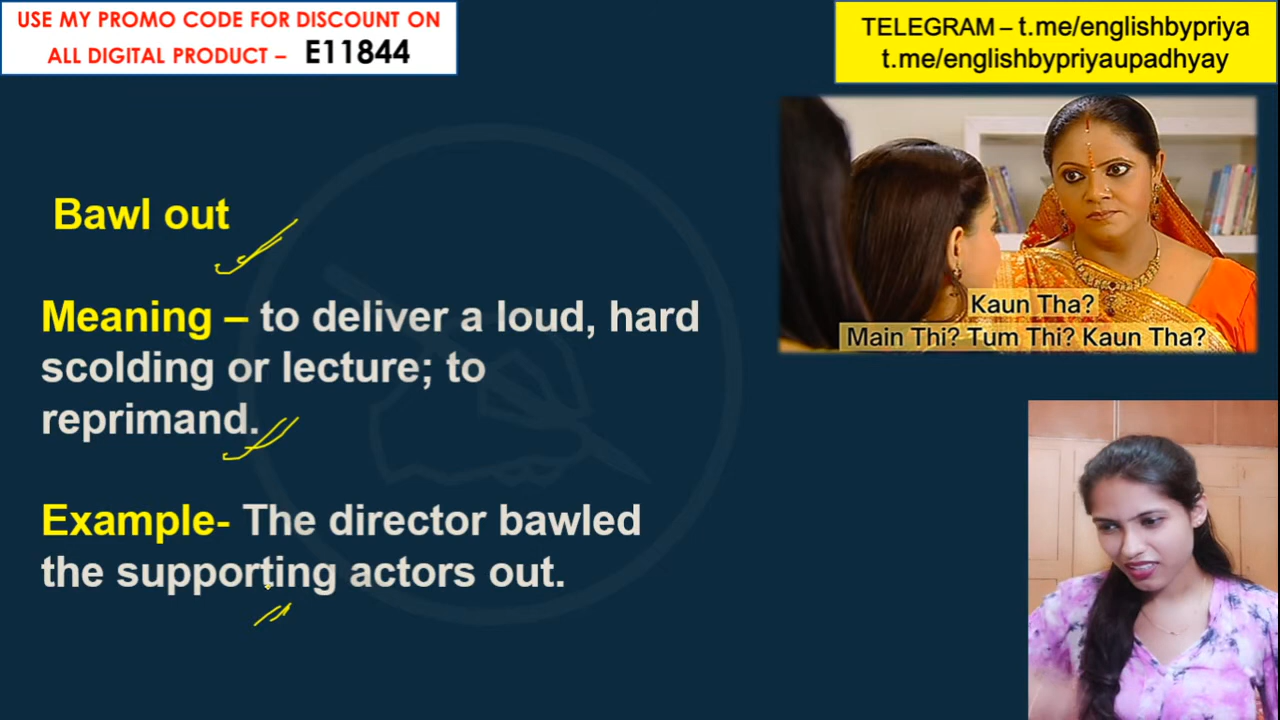 USE MY PROMO CODE FOR DISCOUNT ON
ALL DIGITAL PRODUCT – E11844
TELEGRAM – t.me/englishbypriya
t.me/englishbypriyaupadhyay
Bawl out
Meaning – to deliver a loud, hard
scolding or lecture; to
reprimand.
Example- The director bawled
the supporting actors out.
Kaun Tha?
Main Thi? Tum Thi? Kaun Tha?